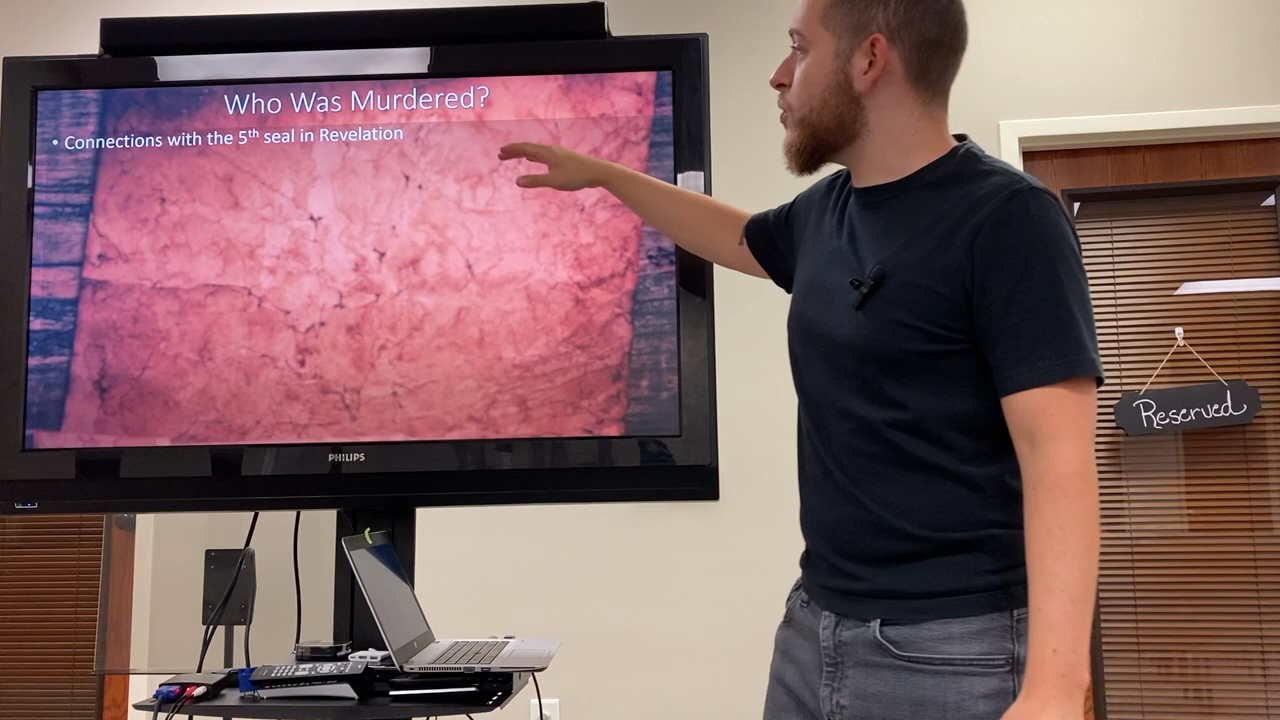 Who Was Murdered?
• Connections with the 5th seal in Revelation
PHILIPS
Reserved